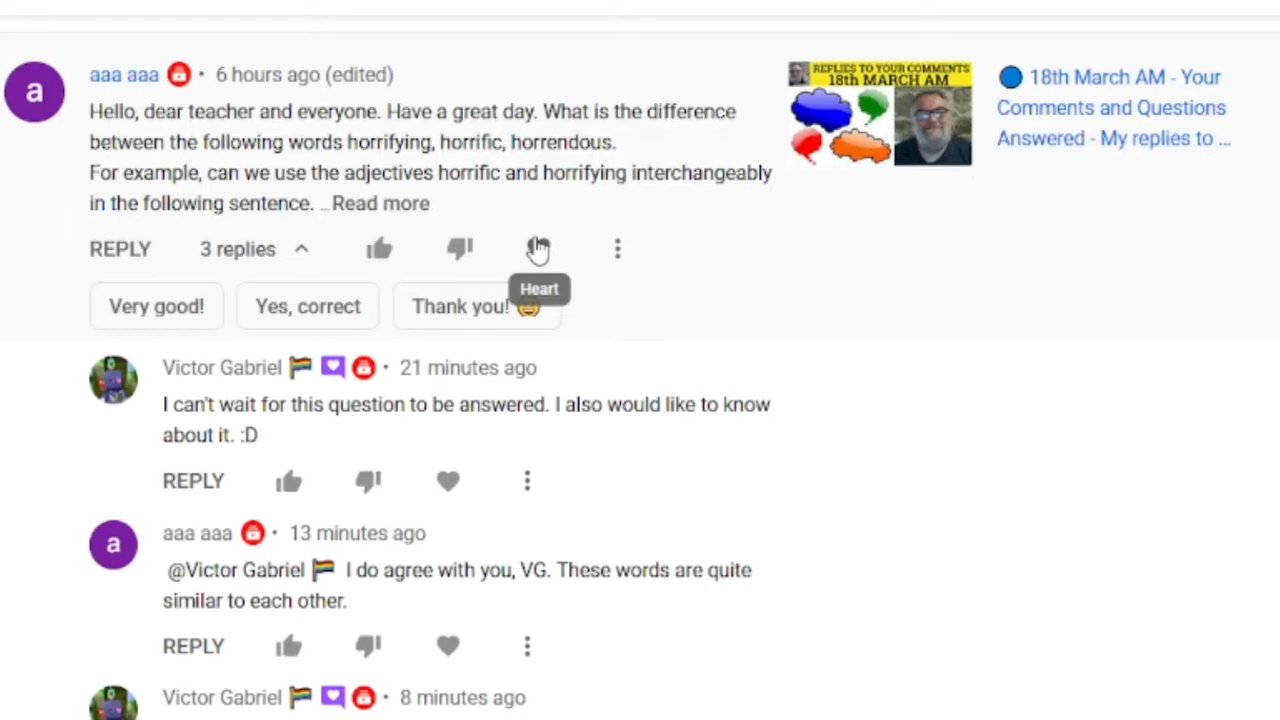 a
aaa aaa • 6 hours ago (edited)
Hello, dear teacher and everyone. Have a great day. What is the difference
between the following words horrifying, horrific, horrendous.
For example, can we use the adjectives horrific and horrifying interchangeably
in the following sentence. ...Read more
REPLY 3 replies
Heart
Very good! Yes, correct Thank you!
REPLIES TO YOUR COMMENTS
18th MARCH AM
18th March AM - Your
Comments and Questions
Answered - My replies to ...
Victor Gabriel • 21 minutes ago
I can't wait for this question to be answered. I also would like to know
about it. :D
REPLY
a
aaa aaa • 13 minutes ago
@Victor Gabriel I do agree with you, VG. These words are quite
similar to each other.
REPLY
Victor Gabriel • 8 minutes ago